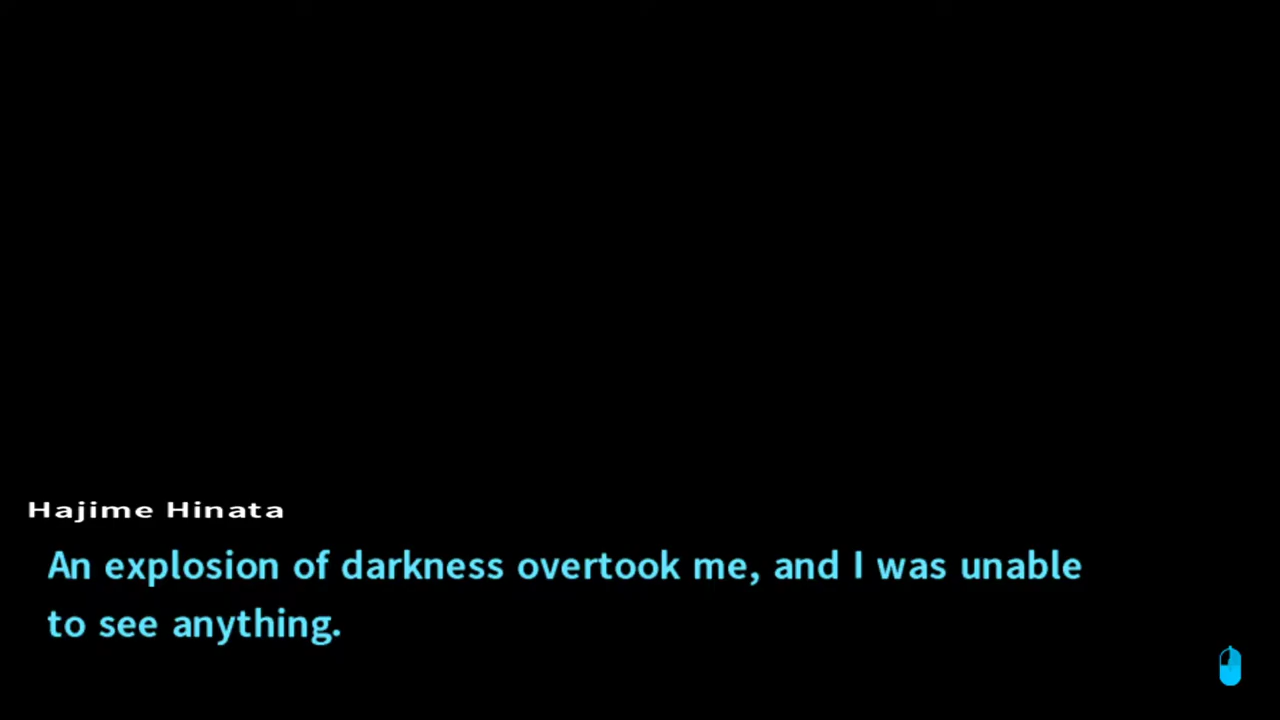 Hajime Hinata
An explosion of darkness overtook me, and I was unable
to see anything.